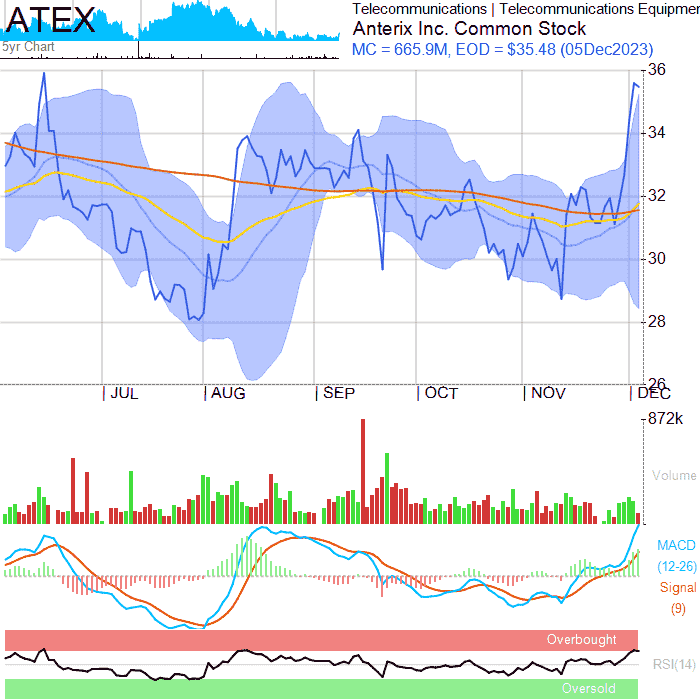 ATEX
5yr Chart
Telecommunications | Telecommunications Equipmen
Anterix Inc. Common Stock
MC = 665.9M, EOD = $35.48 (05Dec2023)
36
34
32
30
28
26
JUL AUG SEP OCT NOV DEC
872k
Volume
MACD
(12-26)
Signal
(9)
Overbought
RSI(14)
Oversold